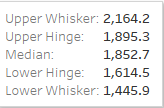 Upper Whisker: 2,164.2
Upper Hinge: 1,895.3
Median: 1,852.7
Lower Hinge: 1,614.5
Lower Whisker: 1,445.9